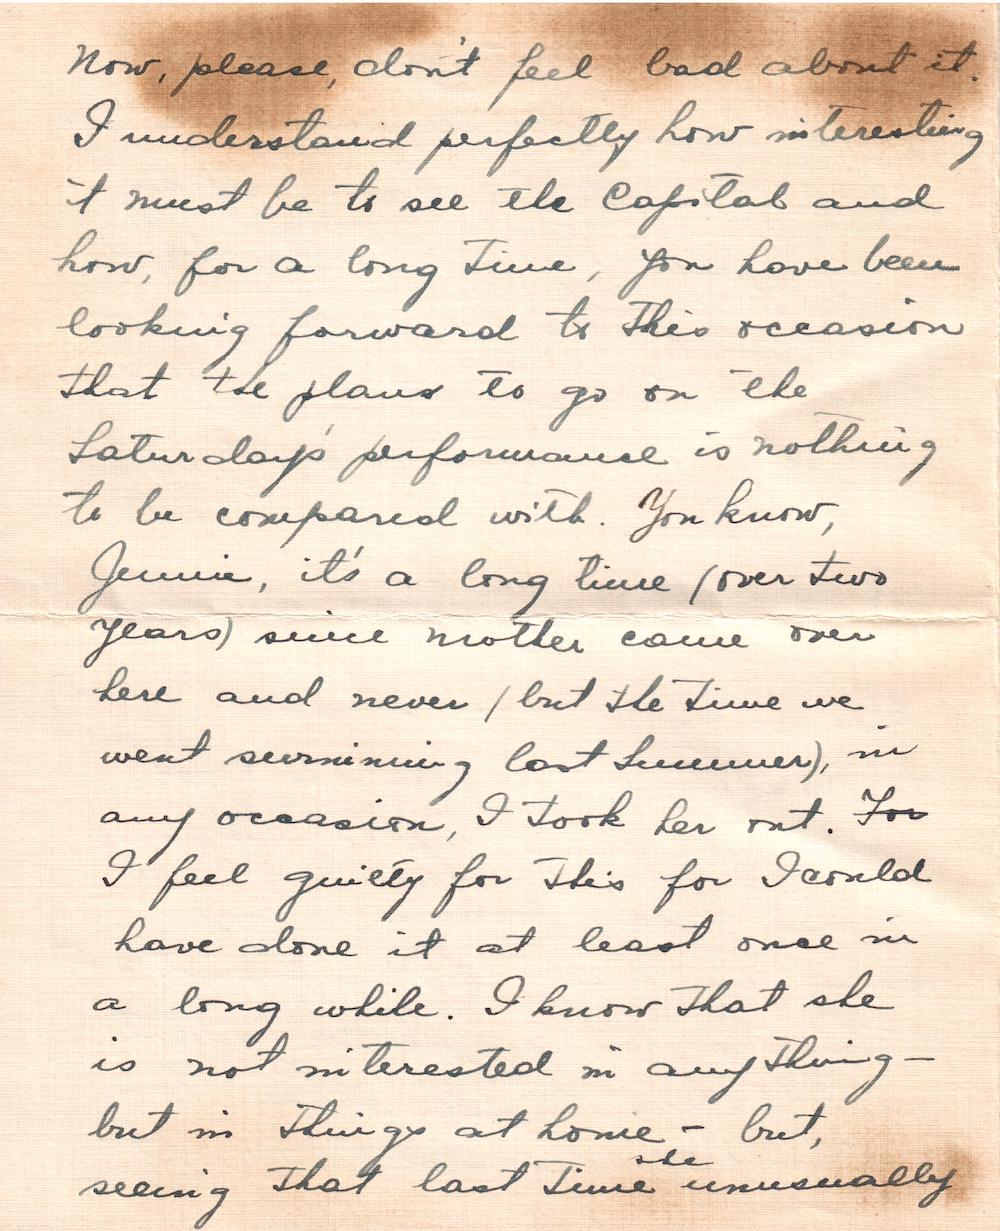 Now, please, don't feel bad about it.
I understand perfectly how interesting
it must be to see the Capital and
how, for a long time, you have been
looking forward to this occasion
that the plans to go on the
Saturday's performance is nothing
to be compared with. You know,
Jennie, it's a long time (over two
years) since mother came over
here and never (but the time we
went swimming last Summer), in
any occasion, I took her out. For
I feel guilty for this for I could
have done it at least once in
a long while. I know that she
is not interested in anything -
but in things at home - but,
seeing that last time she unusually